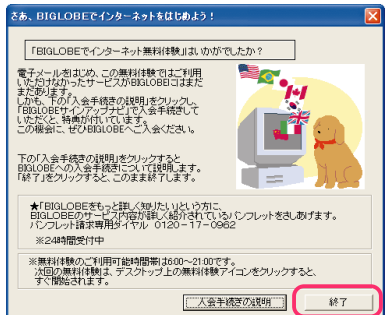 さあ、BIGLOBEでインターネットをはじめよう！
「BIGLOBEでインターネット無料体験」はいかがでしたか？
電子メールをはじめ、この無料体験ではご利用
いただけなかったサービスがBIGLOBEにはまだ
まだあります。
しかも、下の「入会手続きの説明」をクリックし、
「BIGLOBEサインアップナビ」で入会手続きして
いただくと、特典が付いています。
この機会に、ぜひBIGLOBEへご入会ください。
下の「入会手続きの説明」をクリックすると
BIGLOBEへの入会手続きについて説明します。
「終了」をクリックすると、このまま終了します。
★「BIGLOBEをもっと詳しく知りたい」という方に、
BIGLOBEのサービス内容が詳しく紹介されているパンフレットをさしあげます。
パンフレット請求専用ダイヤル 0120-17-0962
※24時間受付中
※無料体験のご利用可能時間帯は6:00～21:00です。
次回の無料体験は、デスクトップ上の無料体験アイコンをクリックすると、
すぐ開始されます。
入会手続きの説明
終了